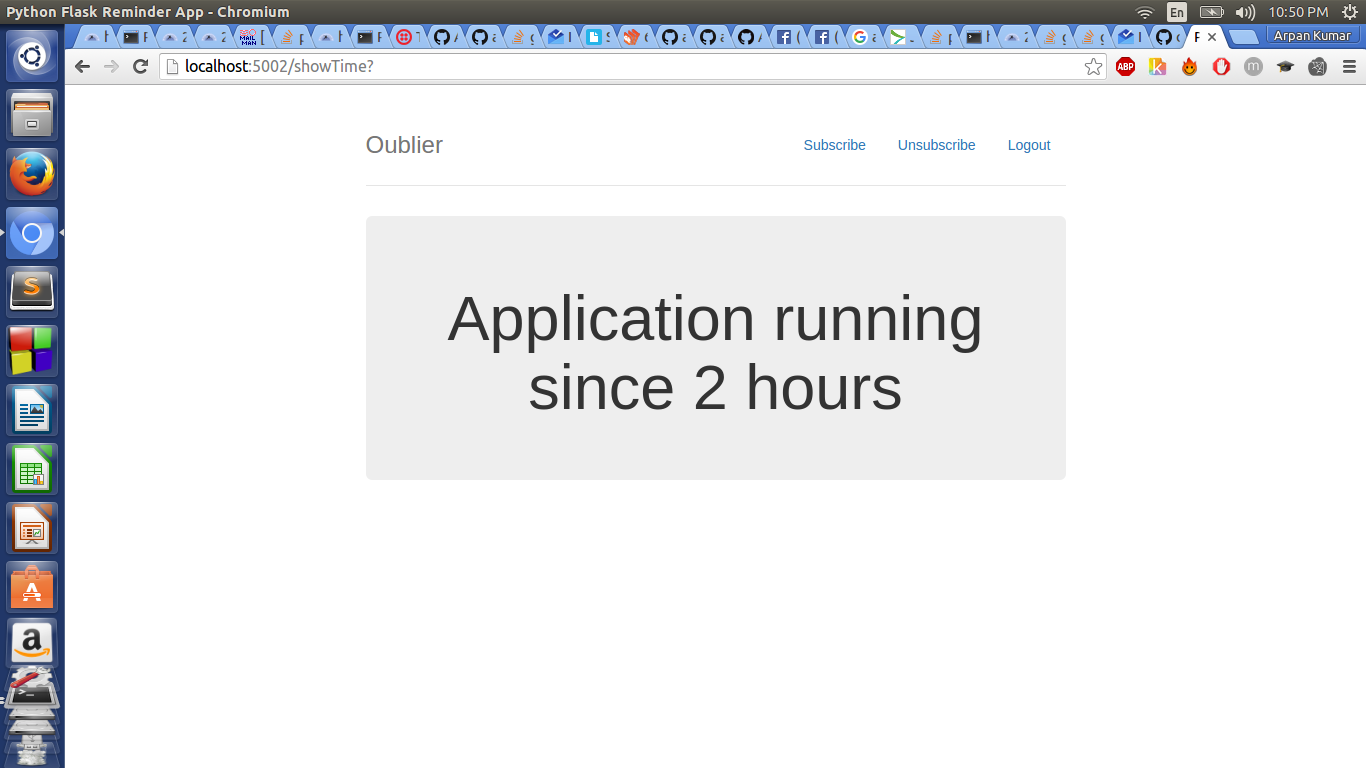 Python Flask Reminder App - Chromium
En
10:50 PM
Arpan Kumar
localhost:5002/showTime?
ABP
Oublier
Subscribe
Unsubscribe
Logout
Application running
since 2 hours